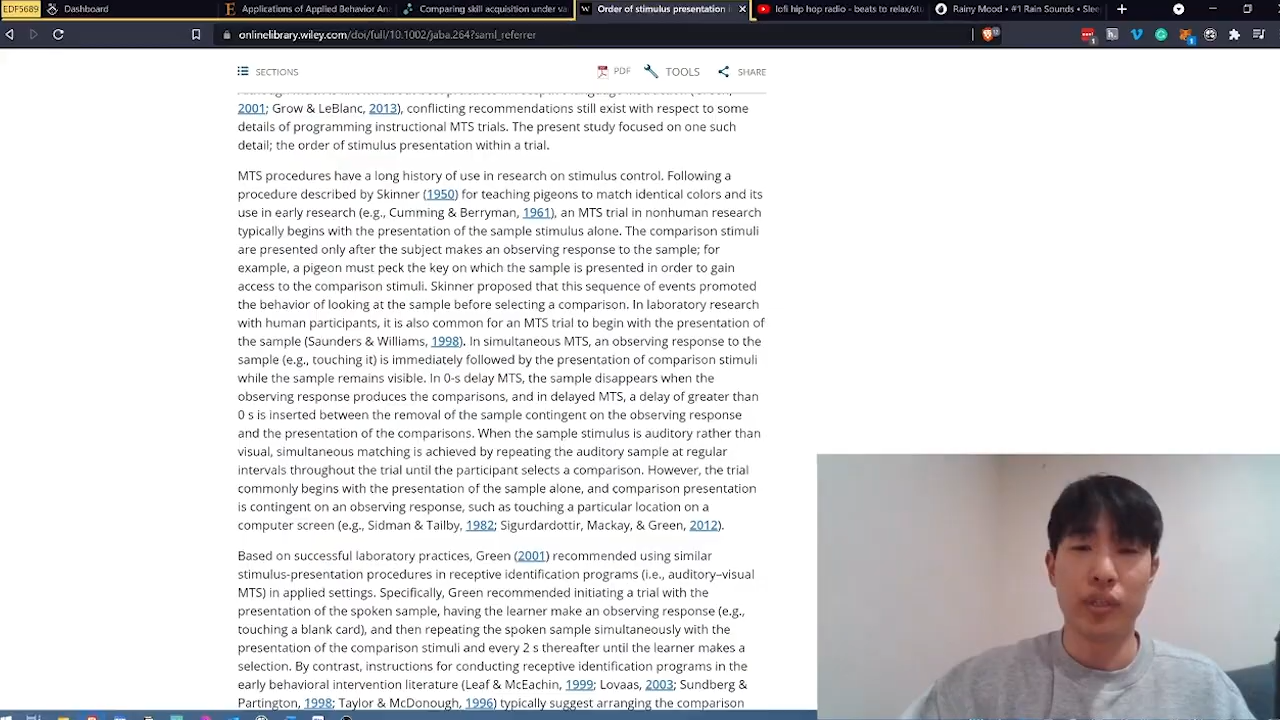 EDF5689
Dashboard
Applications of Applied Behavior An
Comparing skill acquisition under va
Order of stimulus presentation i
lofi hip hop radio - beats to relax/stu
Rainy Mood • #1 Rain Sounds • Slee
onlinelibrary.wiley.com/doi/full/10.1002/jaba.264?saml_referrer
SECTIONS
PDF
TOOLS
SHARE
2001; Grow & LeBlanc, 2013), conflicting recommendations still exist with respect to some
details of programming instructional MTS trials. The present study focused on one such
detail; the order of stimulus presentation within a trial.
MTS procedures have a long history of use in research on stimulus control. Following a
procedure described by Skinner (1950) for teaching pigeons to match identical colors and its
use in early research (e.g., Cumming & Berryman, 1961), an MTS trial in nonhuman research
typically begins with the presentation of the sample stimulus alone. The comparison stimuli
are presented only after the subject makes an observing response to the sample; for
example, a pigeon must peck the key on which the sample is presented in order to gain
access to the comparison stimuli. Skinner proposed that this sequence of events promoted
the behavior of looking at the sample before selecting a comparison. In laboratory research
with human participants, it is also common for an MTS trial to begin with the presentation of
the sample (Saunders & Williams, 1998). In simultaneous MTS, an observing response to the
sample (e.g., touching it) is immediately followed by the presentation of comparison stimuli
while the sample remains visible. In 0-s delay MTS, the sample disappears when the
observing response produces the comparisons, and in delayed MTS, a delay of greater than
0 s is inserted between the removal of the sample contingent on the observing response
and the presentation of the comparisons. When the sample stimulus is auditory rather than
visual, simultaneous matching is achieved by repeating the auditory sample at regular
intervals throughout the trial until the participant selects a comparison. However, the trial
commonly begins with the presentation of the sample alone, and comparison presentation
is contingent on an observing response, such as touching a particular location on a
computer screen (e.g., Sidman & Tailby, 1982; Sigurdardottir, Mackay, & Green, 2012).
Based on successful laboratory practices, Green (2001) recommended using similar
stimulus-presentation procedures in receptive identification programs (i.e., auditory–visual
MTS) in applied settings. Specifically, Green recommended initiating a trial with the
presentation of the spoken sample, having the learner make an observing response (e.g.,
touching a blank card), and then repeating the spoken sample simultaneously with the
presentation of the comparison stimuli and every 2 s thereafter until the learner makes a
selection. By contrast, instructions for conducting receptive identification programs in the
early behavioral intervention literature (Leaf & McEachin, 1999; Lovaas, 2003; Sundberg &
Partington, 1998; Taylor & McDonough, 1996) typically suggest arranging the comparison